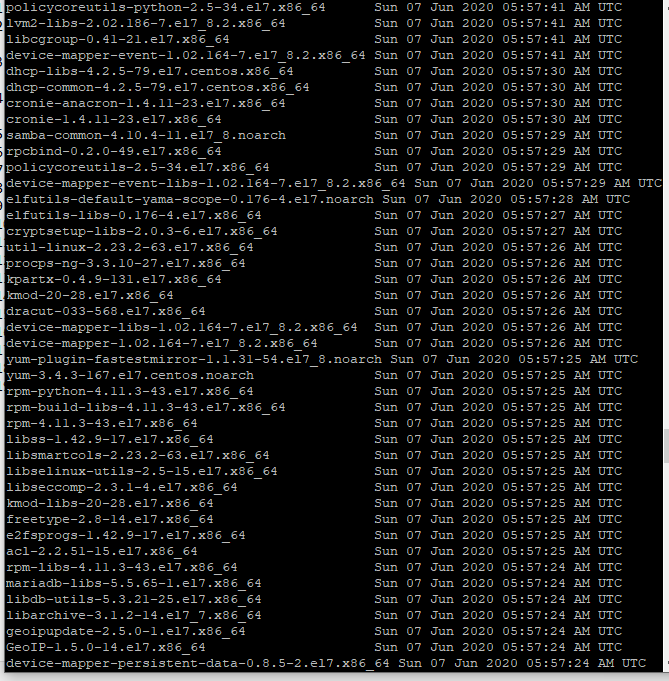 policycoreutils-python-2.5-34.el7.x86_64 Sun 07 Jun 2020 05:57:41 AM UTC
lvm2-libs-2.02.186-7.el7_8.2.x86_64 Sun 07 Jun 2020 05:57:41 AM UTC
libcgroup-0.41-21.el7.x86_64 Sun 07 Jun 2020 05:57:41 AM UTC
device-mapper-event-1.02.164-7.el7_8.2.x86_64 Sun 07 Jun 2020 05:57:41 AM UTC
dhcp-libs-4.2.5-79.el7.centos.x86_64 Sun 07 Jun 2020 05:57:30 AM UTC
dhcp-common-4.2.5-79.el7.centos.x86_64 Sun 07 Jun 2020 05:57:30 AM UTC
cronie-anacron-1.4.11-23.el7.x86_64 Sun 07 Jun 2020 05:57:30 AM UTC
cronie-1.4.11-23.el7.x86_64 Sun 07 Jun 2020 05:57:30 AM UTC
samba-common-4.10.4-11.el7_8.noarch Sun 07 Jun 2020 05:57:29 AM UTC
rpcbind-0.2.0-49.el7.x86_64 Sun 07 Jun 2020 05:57:29 AM UTC
policycoreutils-2.5-34.el7.x86_64 Sun 07 Jun 2020 05:57:29 AM UTC
device-mapper-event-libs-1.02.164-7.el7_8.2.x86_64 Sun 07 Jun 2020 05:57:29 AM UTC
elfutils-default-yama-scope-0.176-4.el7.noarch Sun 07 Jun 2020 05:57:28 AM UTC
elfutils-libs-0.176-4.el7.x86_64 Sun 07 Jun 2020 05:57:27 AM UTC
cryptsetup-libs-2.0.3-6.el7.x86_64 Sun 07 Jun 2020 05:57:27 AM UTC
util-linux-2.23.2-63.el7.x86_64 Sun 07 Jun 2020 05:57:26 AM UTC
procps-ng-3.3.10-27.el7.x86_64 Sun 07 Jun 2020 05:57:26 AM UTC
kpartx-0.4.9-131.el7.x86_64 Sun 07 Jun 2020 05:57:26 AM UTC
kmod-20-28.el7.x86_64 Sun 07 Jun 2020 05:57:26 AM UTC
dracut-033-568.el7.x86_64 Sun 07 Jun 2020 05:57:26 AM UTC
device-mapper-libs-1.02.164-7.el7_8.2.x86_64 Sun 07 Jun 2020 05:57:26 AM UTC
device-mapper-1.02.164-7.el7_8.2.x86_64 Sun 07 Jun 2020 05:57:26 AM UTC
yum-plugin-fastestmirror-1.1.31-54.el7_8.noarch Sun 07 Jun 2020 05:57:25 AM UTC
yum-3.4.3-167.el7.centos.noarch Sun 07 Jun 2020 05:57:25 AM UTC
rpm-python-4.11.3-43.el7.x86_64 Sun 07 Jun 2020 05:57:25 AM UTC
rpm-build-libs-4.11.3-43.el7.x86_64 Sun 07 Jun 2020 05:57:25 AM UTC
rpm-4.11.3-43.el7.x86_64 Sun 07 Jun 2020 05:57:25 AM UTC
libss-1.42.9-17.el7.x86_64 Sun 07 Jun 2020 05:57:25 AM UTC
libsmartcols-2.23.2-63.el7.x86_64 Sun 07 Jun 2020 05:57:25 AM UTC
libselinux-utils-2.5-15.el7.x86_64 Sun 07 Jun 2020 05:57:25 AM UTC
libseccomp-2.3.1-4.el7.x86_64 Sun 07 Jun 2020 05:57:25 AM UTC
kmod-libs-20-28.el7.x86_64 Sun 07 Jun 2020 05:57:25 AM UTC
freetype-2.8-14.el7.x86_64 Sun 07 Jun 2020 05:57:25 AM UTC
e2fsprogs-1.42.9-17.el7.x86_64 Sun 07 Jun 2020 05:57:25 AM UTC
acl-2.2.51-15.el7.x86_64 Sun 07 Jun 2020 05:57:25 AM UTC
rpm-libs-4.11.3-43.el7.x86_64 Sun 07 Jun 2020 05:57:24 AM UTC
mariadb-libs-5.5.65-1.el7.x86_64 Sun 07 Jun 2020 05:57:24 AM UTC
libdb-utils-5.3.21-25.el7.x86_64 Sun 07 Jun 2020 05:57:24 AM UTC
libarchive-3.1.2-14.el7_7.x86_64 Sun 07 Jun 2020 05:57:24 AM UTC
geoipupdate-2.5.0-1.el7.x86_64 Sun 07 Jun 2020 05:57:24 AM UTC
GeoIP-1.5.0-14.el7.x86_64 Sun 07 Jun 2020 05:57:24 AM UTC
device-mapper-persistent-data-0.8.5-2.el7.x86_64 Sun 07 Jun 2020 05:57:24 AM UTC